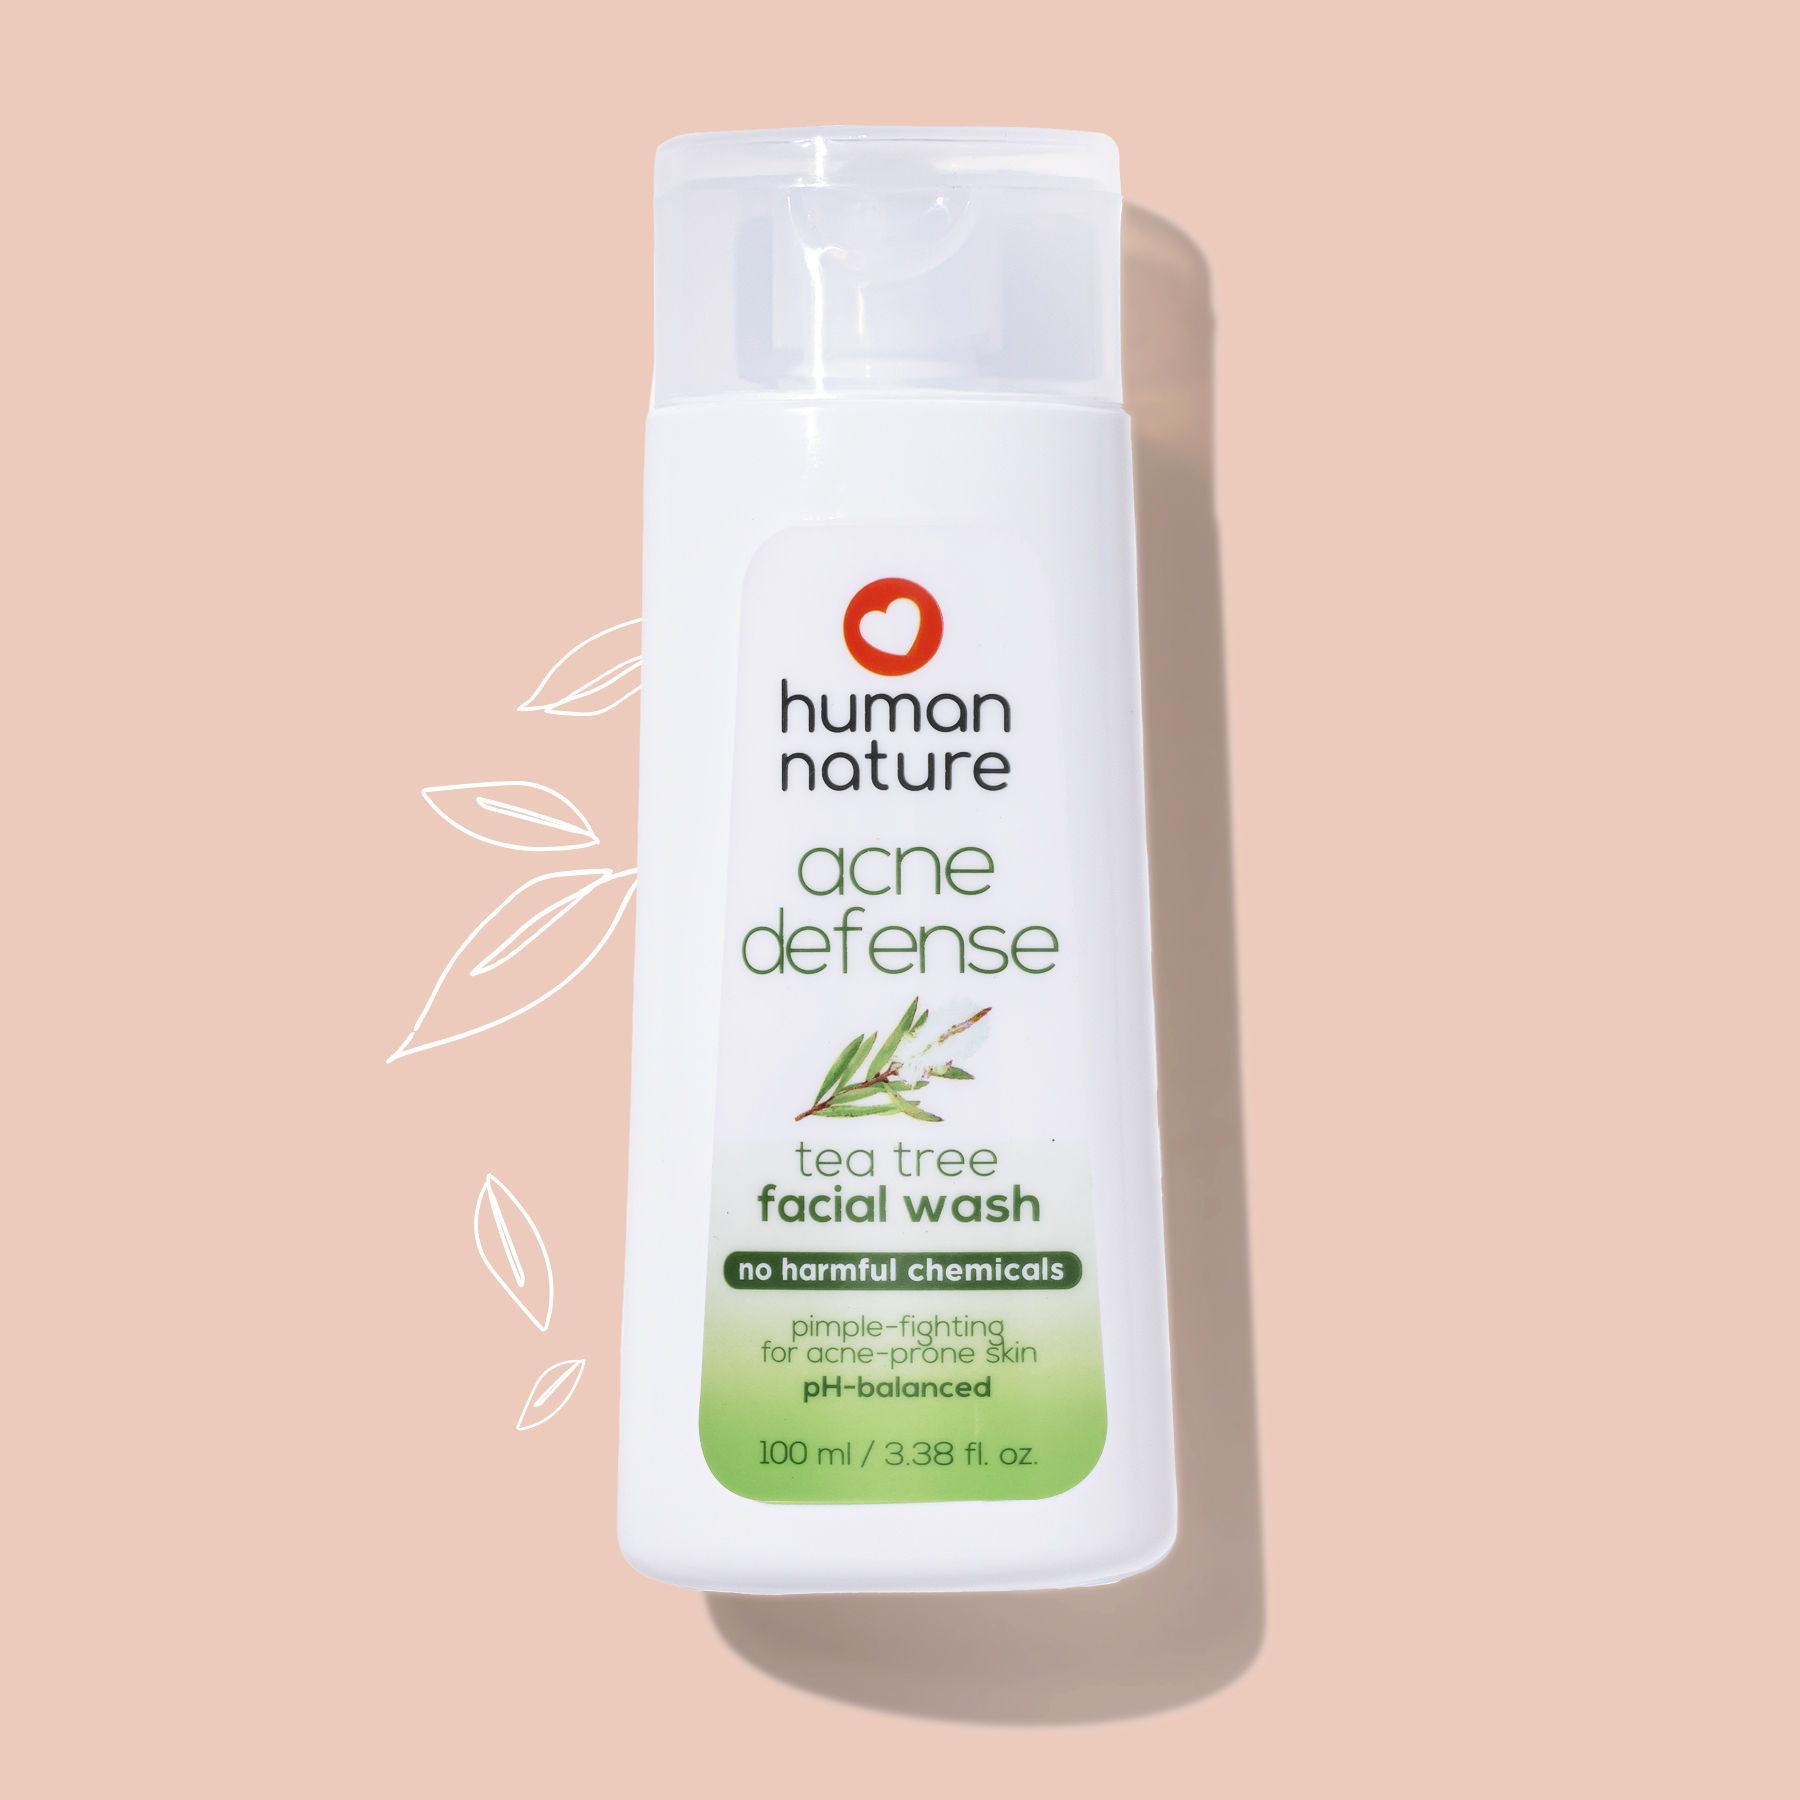 human
nature
acne
defense
tea tree
facial wash
no harmful chemicals
pimple-fighting
for acne-prone skin
pH-balanced
100 ml / 3.38 fl. oz.